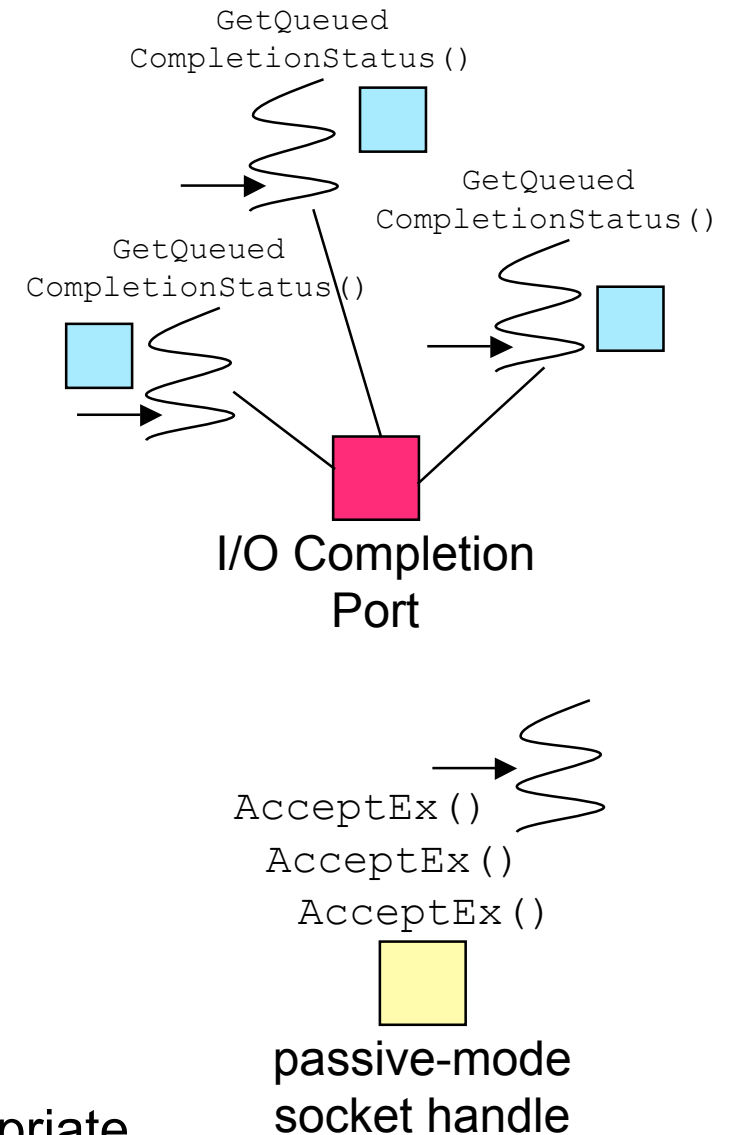 GetQueued
CompletionStatus()
GetQueued
CompletionStatus()
GetQueued
CompletionStatus()
I/O Completion
Port
AcceptEx()
AcceptEx()
AcceptEx()
passive-mode
socket handle